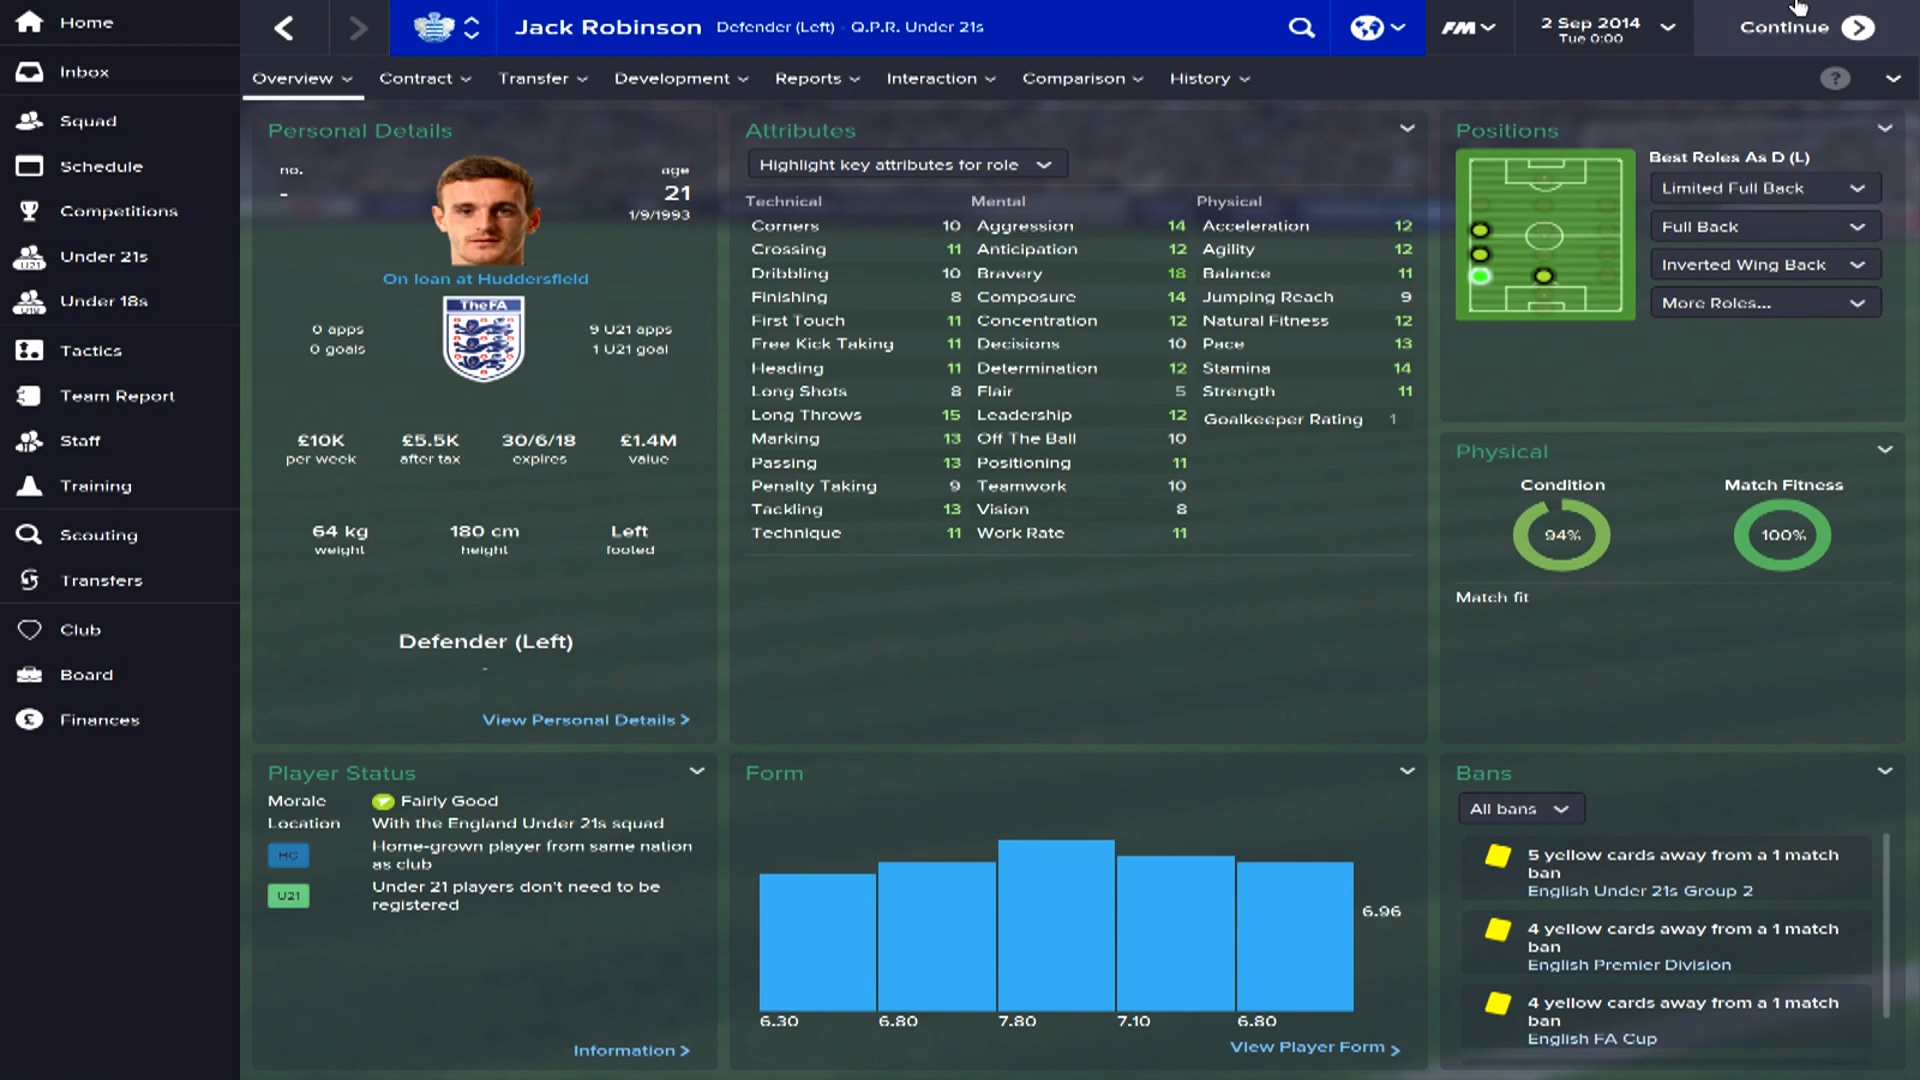 Home
Inbox
Squad
Schedule
Competitions
Under 21s
Under 18s
Tactics
Team Report
Staff
Training
Scouting
Transfers
Club
Board
Finances
Jack Robinson Defender (Left) - Q.P.R. Under 21s
FM
2 Sep 2014
Tue 0:00
Continue
Overview Contract Transfer Development Reports Interaction Comparison History
?
Personal Details
no.
-
age
21
1/9/1993
On loan at Huddersfield
The FA
0 apps
0 goals
9 U21 apps
1 U21 goal
£10K per week
£5.5K after tax
30/6/18 expires
£1.4M value
64 kg weight
180 cm height
Left footed
Defender (Left)
-
View Personal Details >
Attributes
Highlight key attributes for role
Technical Mental Physical
Corners 10 Aggression 14 Acceleration 12
Crossing 11 Anticipation 12 Agility 12
Dribbling 10 Bravery 18 Balance 11
Finishing 8 Composure 14 Jumping Reach 9
First Touch 11 Concentration 12 Natural Fitness 12
Free Kick Taking 11 Decisions 10 Pace 13
Heading 11 Determination 12 Stamina 14
Long Shots 8 Flair 5 Strength 11
Long Throws 15 Leadership 12 Goalkeeper Rating 1
Marking 13 Off The Ball 10
Passing 13 Positioning 11
Penalty Taking 9 Teamwork 10
Tackling 13 Vision 8
Technique 11 Work Rate 11
Positions
Best Roles As D (L)
Limited Full Back
Full Back
Inverted Wing Back
More Roles...
Physical
Condition Match Fitness
94% 100%
Match fit
Player Status
Morale Fairly Good
Location With the England Under 21s squad
HG Home-grown player from same nation
as club
U21 Under 21 players don't need to be
registered
Information >
Form
6.96
6.30 6.80 7.80 7.10 6.80
View Player Form >
Bans
All bans
5 yellow cards away from a 1 match
ban
English Under 21s Group 2
4 yellow cards away from a 1 match
ban
English Premier Division
4 yellow cards away from a 1 match
ban
English FA Cup